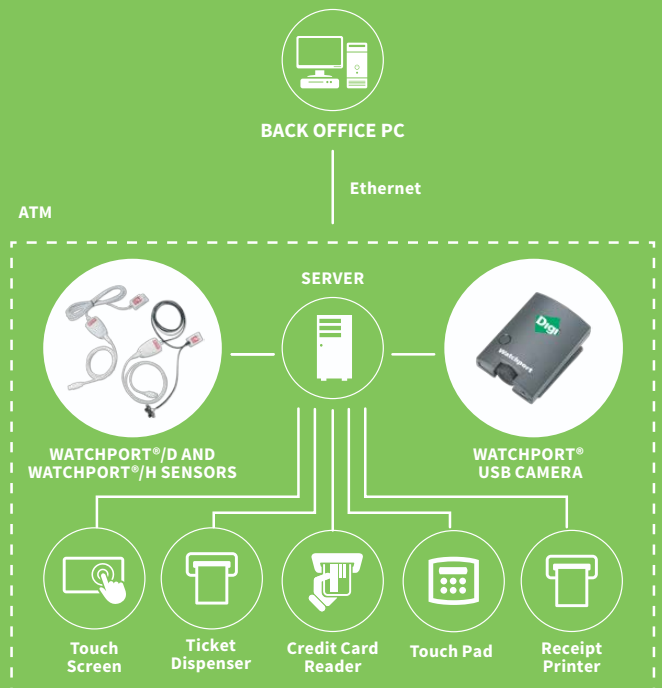 BACK OFFICE PC
Ethernet
ATM
SERVER
Digi
Watchport
WATCHPORT®/D AND
WATCHPORT®/H SENSORS
WATCHPORT®
USB CAMERA
Touch
Screen
Ticket
Dispenser
Credit Card
Reader
Touch Pad
Receipt
Printer